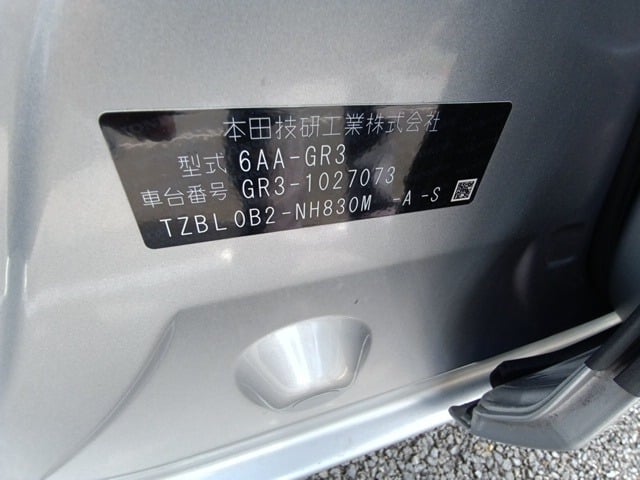 本田技研工業株式会社
型式 6AA-GR3
車台番号 GR3-1027073
TZBL0B2-NH830M -A-S